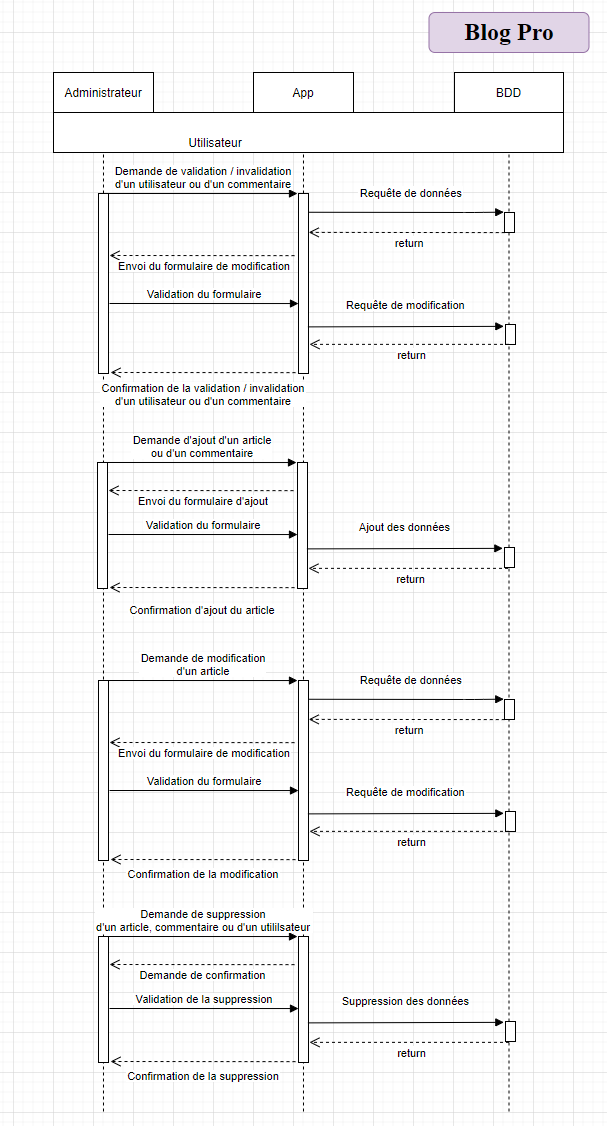 Blog Pro
Administrateur
App
BDD
Utilisateur
Demande de validation / invalidation
d'un utilisateur ou d'un commentaire
Requête de données
return
Envoi du formulaire de modification
Validation du formulaire
Requête de modification
return
Confirmation de la validation / invalidation
d'un utilisateur ou d'un commentaire
Demande d'ajout d'un article
ou d'un commentaire
Envoi du formulaire d'ajout
Validation du formulaire
Ajout des données
return
Confirmation d'ajout du article
Demande de modification
d'un article
Requête de données
return
Envoi du formulaire de modification
Validation du formulaire
Requête de modification
return
Confirmation de la modification
Demande de suppression
d'un article, commentaire ou d'un utlilsateur
Demande de confirmation
Validation de la suppression
Suppression des données
return
Confirmation de la suppression